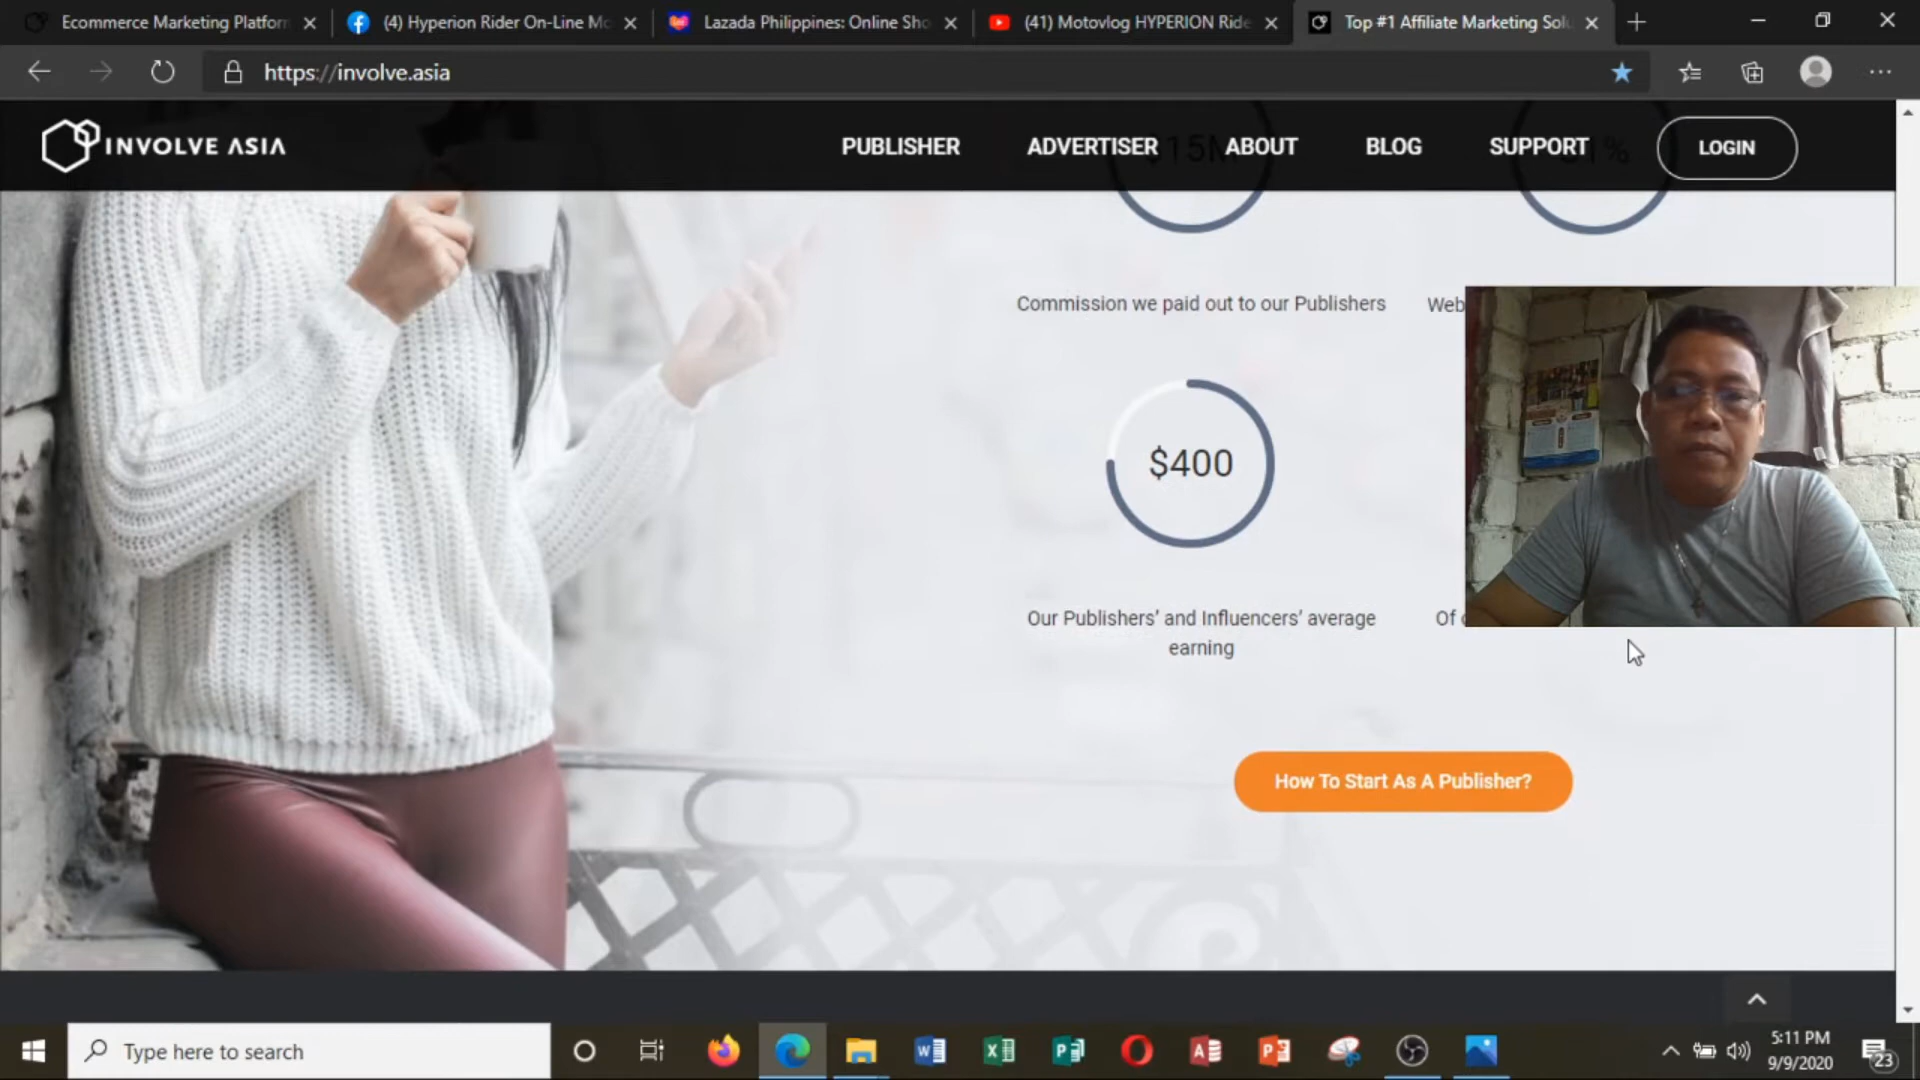 Ecommerce Marketing Platfor
(4) Hyperion Rider On-Line Mo
Lazada Philippines: Online Sho
(41) Motovlog HYPERION Ride
Top #1 Affiliate Marketing Solu
https://involve.asia
INVOLVE ASIA
PUBLISHER
ADVERTISER
ABOUT
BLOG
SUPPORT
LOGIN
$15M
%
Commission we paid out to our Publishers
Web
$400
Our Publishers’ and Influencers’ average
earning
Of
How To Start As A Publisher?
Type here to search
5:11 PM
9/9/2020
23